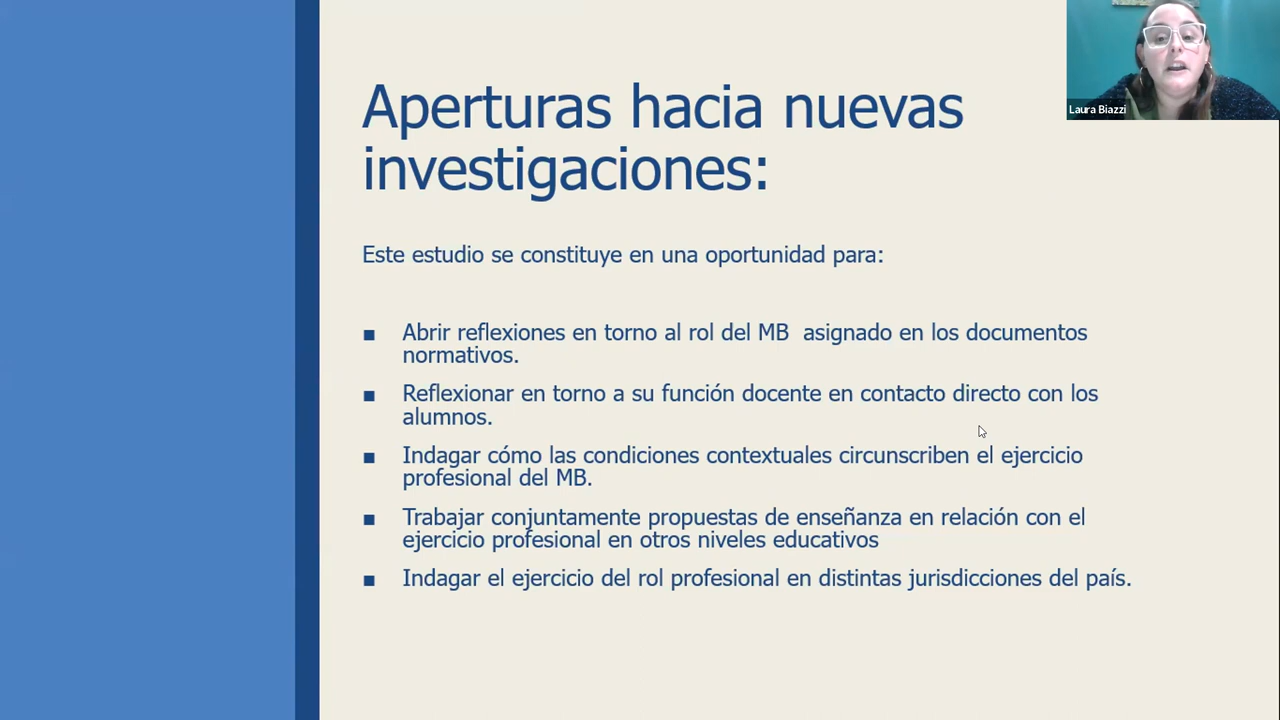 Aperturas hacia nuevas
investigaciones:
Laura Biazzi
Este estudio se constituye en una oportunidad para:
■ Abrir reflexiones en torno al rol del MB  asignado en los documentos
normativos.
■ Reflexionar en torno a su función docente en contacto directo con los
alumnos.
■ Indagar cómo las condiciones contextuales circunscriben el ejercicio
profesional del MB.
■ Trabajar conjuntamente propuestas de enseñanza en relación con el
ejercicio profesional en otros niveles educativos
■ Indagar el ejercicio del rol profesional en distintas jurisdicciones del país.